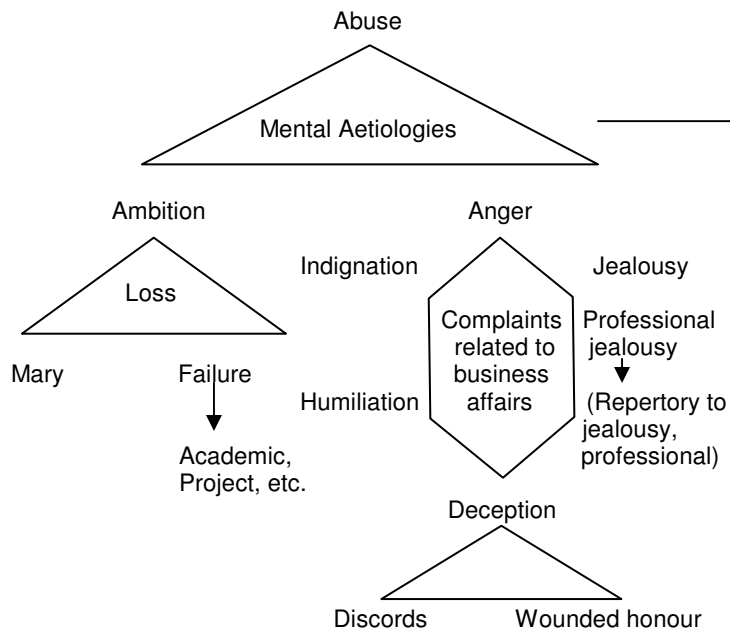 Abuse
Mental Aetiologies
Ambition
Anger
Loss
Indignation
Jealousy
Complaints
related to
business
affairs
Professional
jealousy
Mary
Failure
Humiliation
(Repertory to
jealousy,
professional)
Academic,
Project, etc.
Deception
Discords
Wounded honour